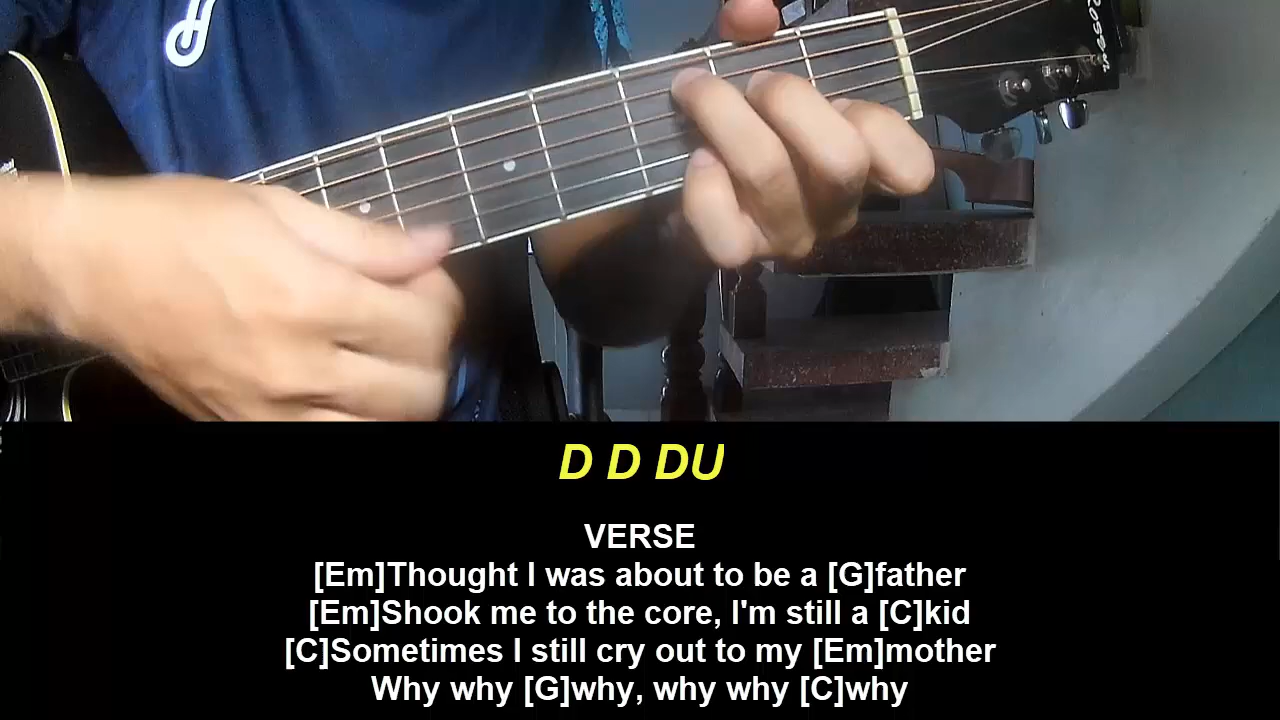 D D DU
VERSE
[Em]Thought I was about to be a [G]father
[Em]Shook me to the core, I'm still a [C]kid
[C]Sometimes I still cry out to my [Em]mother
Why why [G]why, why why [C]why